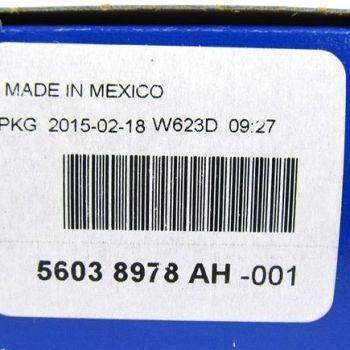 MADE IN MEXICO
PKG 2015-02-18 W623D 09:27
5603 8978 AH -001